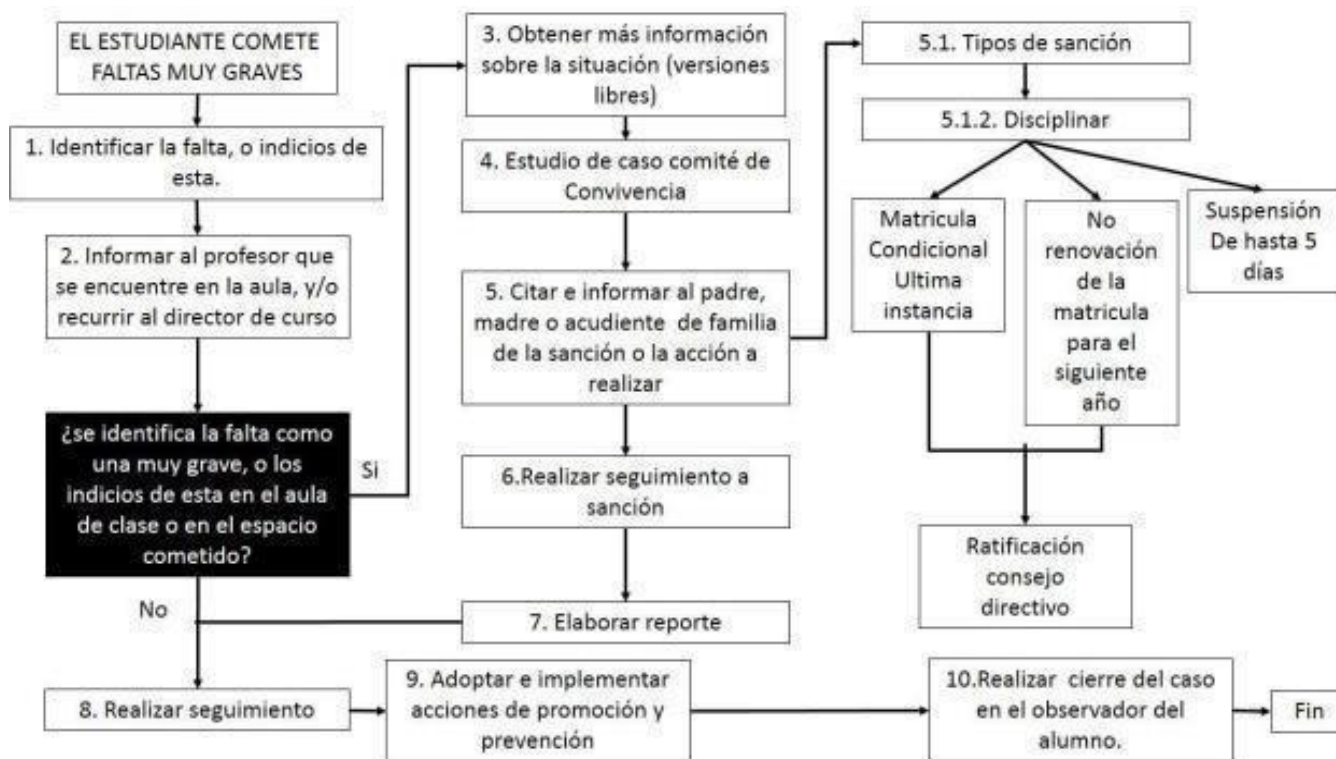 EL ESTUDIANTE COMETE
FALTAS MUY GRAVES
1. Identificar la falta, o indicios de
esta.
2. Informar al profesor que
se encuentre en la aula, y/o
recurrir al director de curso
¿se identifica la falta como
una muy grave, o los
indicios de esta en el aula
de clase o en el espacio
cometido?
Si
No
3. Obtener más información
sobre la situación (versiones
libres)
4. Estudio de caso comité de
Convivencia
5. Citar e informar al padre,
madre o acudiente de familia
de la sanción o la acción a
realizar
6.Realizar seguimiento a
sanción
7. Elaborar reporte
5.1. Tipos de sanción
5.1.2. Disciplinar
Matricula
Condicional
Ultima
instancia
No
renovación
de la
matricula
para el
siguiente
año
Suspensión
De hasta 5
días
Ratificación
consejo
directivo
8. Realizar seguimiento
9. Adoptar e implementar
acciones de promoción y
prevención
10.Realizar cierre del caso
en el observador del
alumno.
Fin